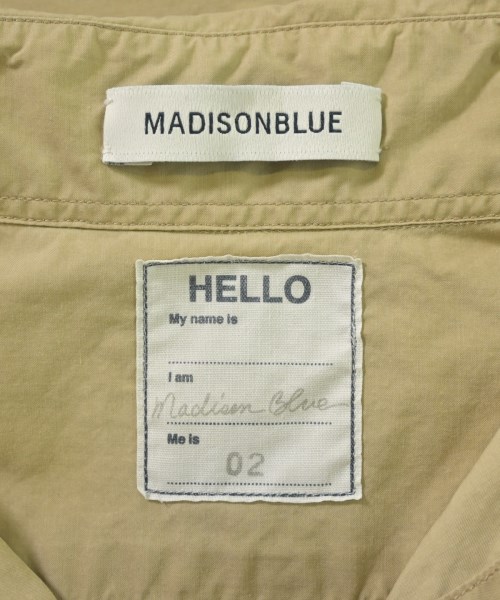 MADISONBLUE
HELLO
My name is
I am
Madison Blue
Me is
02